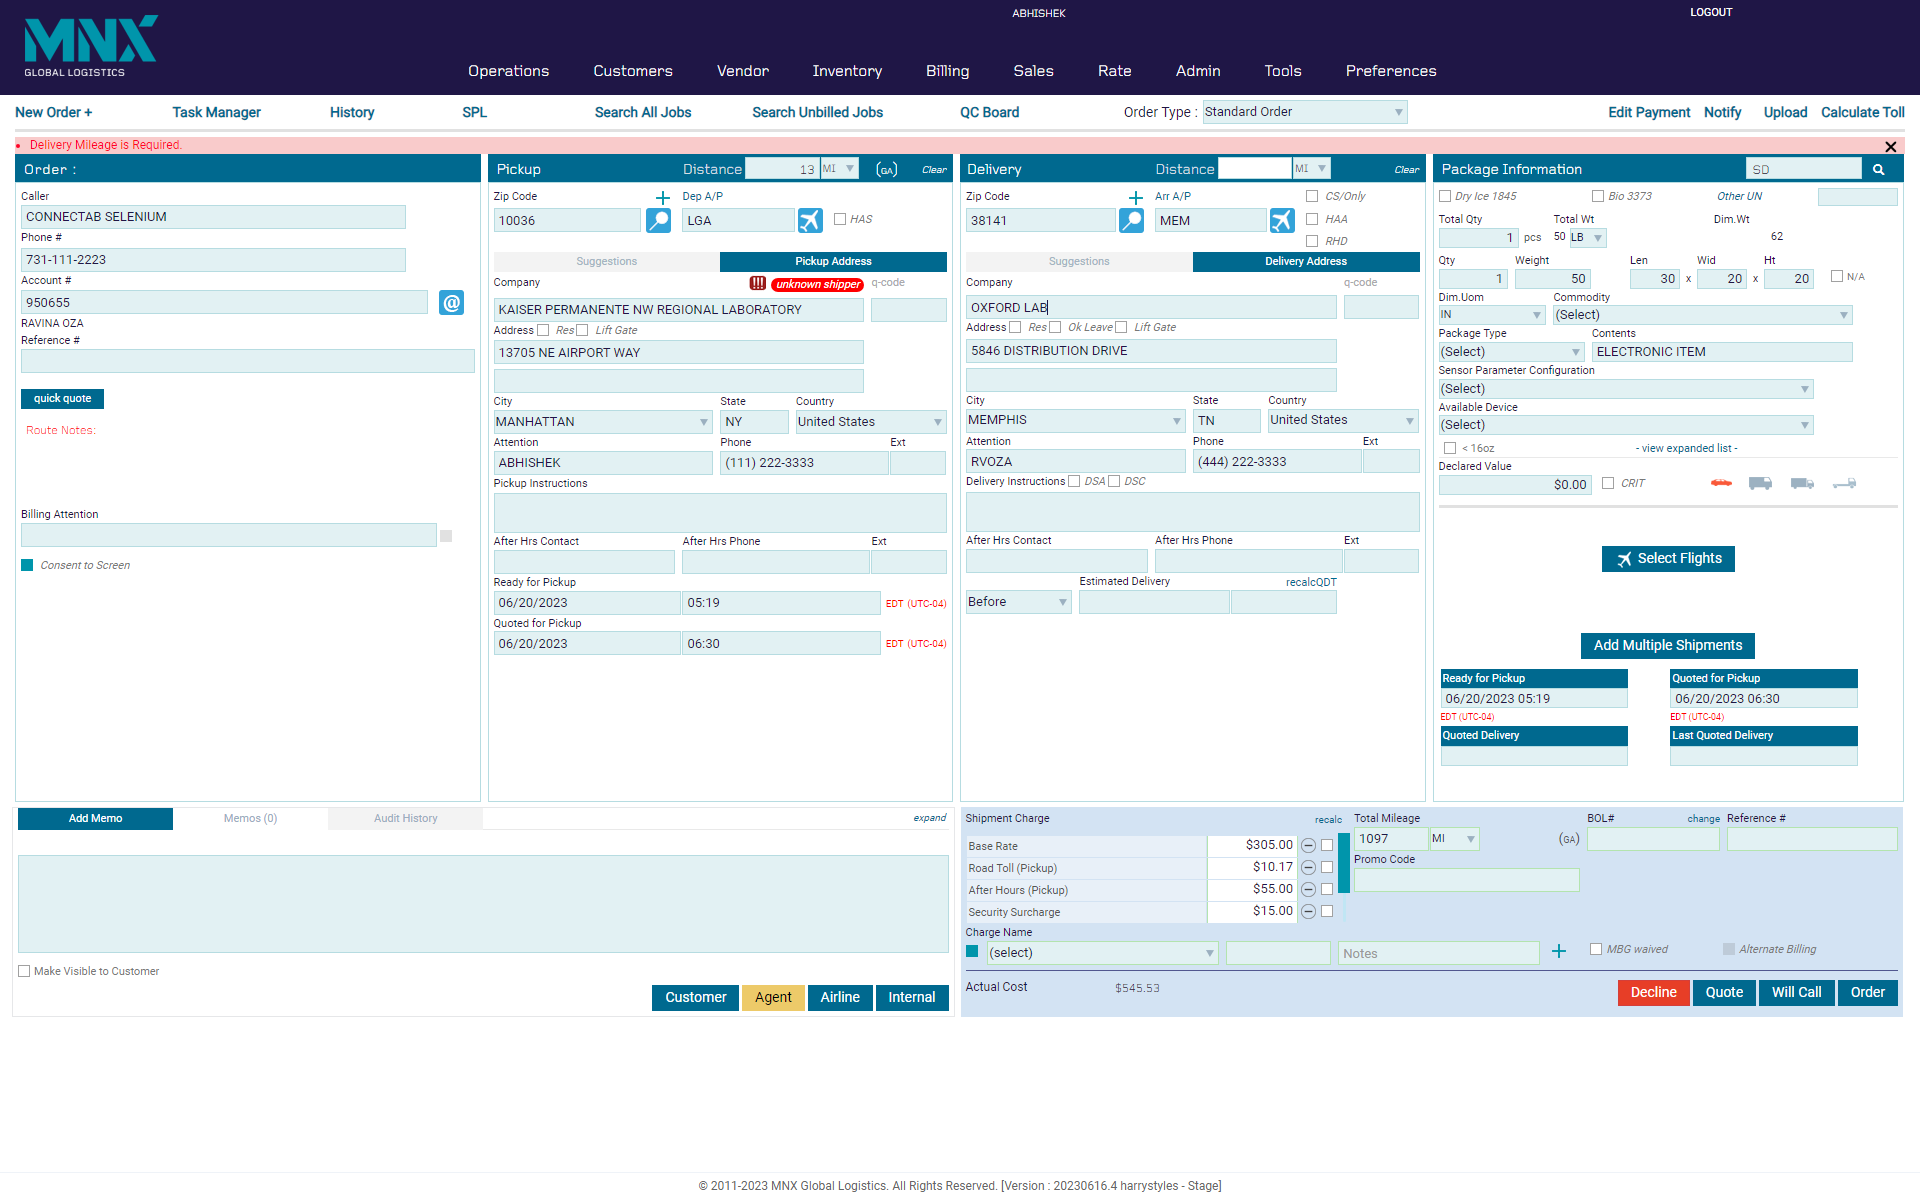 ABHISHEK
LOGOUT
MNX
GLOBAL LOGISTICS
Operations Customers Vendor Inventory Billing Sales Rate Admin Tools Preferences
New Order + Task Manager History SPL Search All Jobs Search Unbilled Jobs QC Board Order Type : Standard Order Edit Payment Notify Upload Calculate Toll
Delivery Mileage is Required.
Order :
Caller
CONNECTAB SELENIUM
Phone #
731-111-2223
Account #
950655
@
RAVINA OZA
Reference #
quick quote
Route Notes:
Billing Attention
Consent to Screen
Pickup Distance 13 MI (GA) Clear
Zip Code Dep A/P
10036 LGA HAS
Suggestions Pickup Address
Company unknown shipper q-code
KAISER PERMANENTE NW REGIONAL LABORATORY
Address Res Lift Gate
13705 NE AIRPORT WAY
City State Country
MANHATTAN NY United States
Attention Phone Ext
ABHISHEK (111) 222-3333
Pickup Instructions
After Hrs Contact After Hrs Phone Ext
Ready for Pickup
06/20/2023 05:19 EDT (UTC-04)
Quoted for Pickup
06/20/2023 06:30 EDT (UTC-04)
Delivery Distance MI Clear
Zip Code Arr A/P CS/Only
38141 MEM HAA
RHD
Suggestions Delivery Address
Company q-code
OXFORD LAB
Address Res Ok Leave Lift Gate
5846 DISTRIBUTION DRIVE
City State Country
MEMPHIS TN United States
Attention Phone Ext
RVOZA (444) 222-3333
Delivery Instructions DSA DSC
After Hrs Contact After Hrs Phone Ext
Estimated Delivery recalcQDT
Before
Package Information SD
Dry Ice 1845 Bio 3373 Other UN
Total Qty Total Wt Dim.Wt
1 pcs 50 LB 62
Qty Weight Len Wid Ht
1 50 30 x 20 x 20 N/A
Dim.Uom Commodity
IN (Select)
Package Type Contents
(Select) ELECTRONIC ITEM
Sensor Parameter Configuration
(Select)
Available Device
(Select)
< 16oz - view expanded list -
Declared Value
$0.00 CRIT
Select Flights
Add Multiple Shipments
Ready for Pickup Quoted for Pickup
06/20/2023 05:19 06/20/2023 06:30
EDT (UTC-04) EDT (UTC-04)
Quoted Delivery Last Quoted Delivery
Add Memo Memos (0) Audit History expand
Make Visible to Customer
Customer Agent Airline Internal
Shipment Charge recalc Total Mileage BOL# change Reference #
Base Rate $305.00 1097 MI (GA)
Road Toll (Pickup) $10.17 Promo Code
After Hours (Pickup) $55.00
Security Surcharge $15.00
Charge Name
(select) Notes MBG waived Alternate Billing
Actual Cost $545.53 Decline Quote Will Call Order
© 2011-2023 MNX Global Logistics. All Rights Reserved. [Version : 20230616.4 harrystyles - Stage]